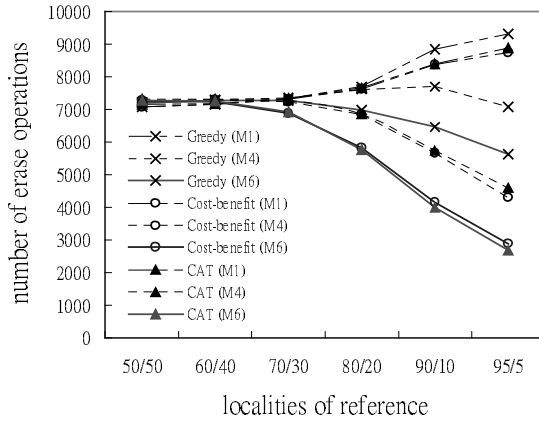 number of erase operations
10000
9000
8000
7000
6000
5000
4000
3000
2000
1000
0
Greedy (M1)
Greedy (M4)
Greedy (M6)
Cost-benefit (M1)
Cost-benefit (M4)
Cost-benefit (M6)
CAT (M1)
CAT (M4)
CAT (M6)
50/50 60/40 70/30 80/20 90/10 95/5
localities of reference